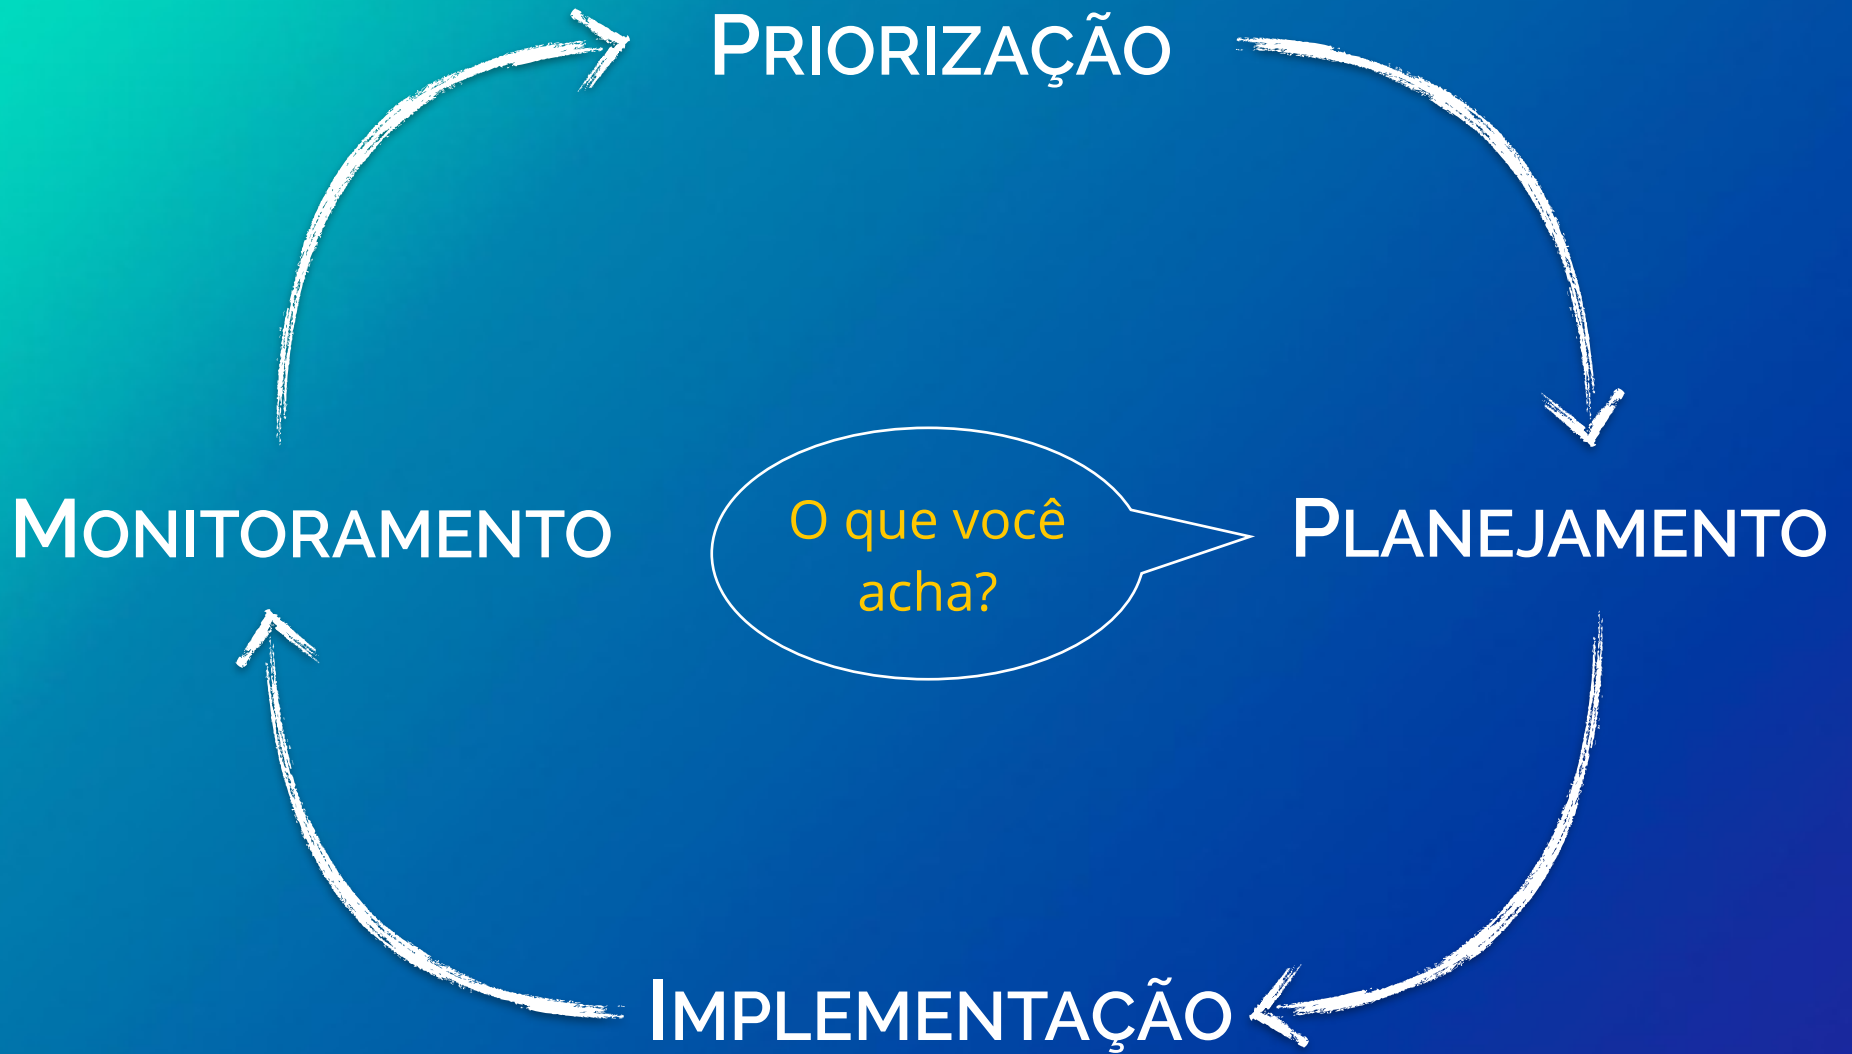 PRIORIZAÇÃO
MONITORAMENTO
O que você
acha?
PLANEJAMENTO
IMPLEMENTAÇÃO